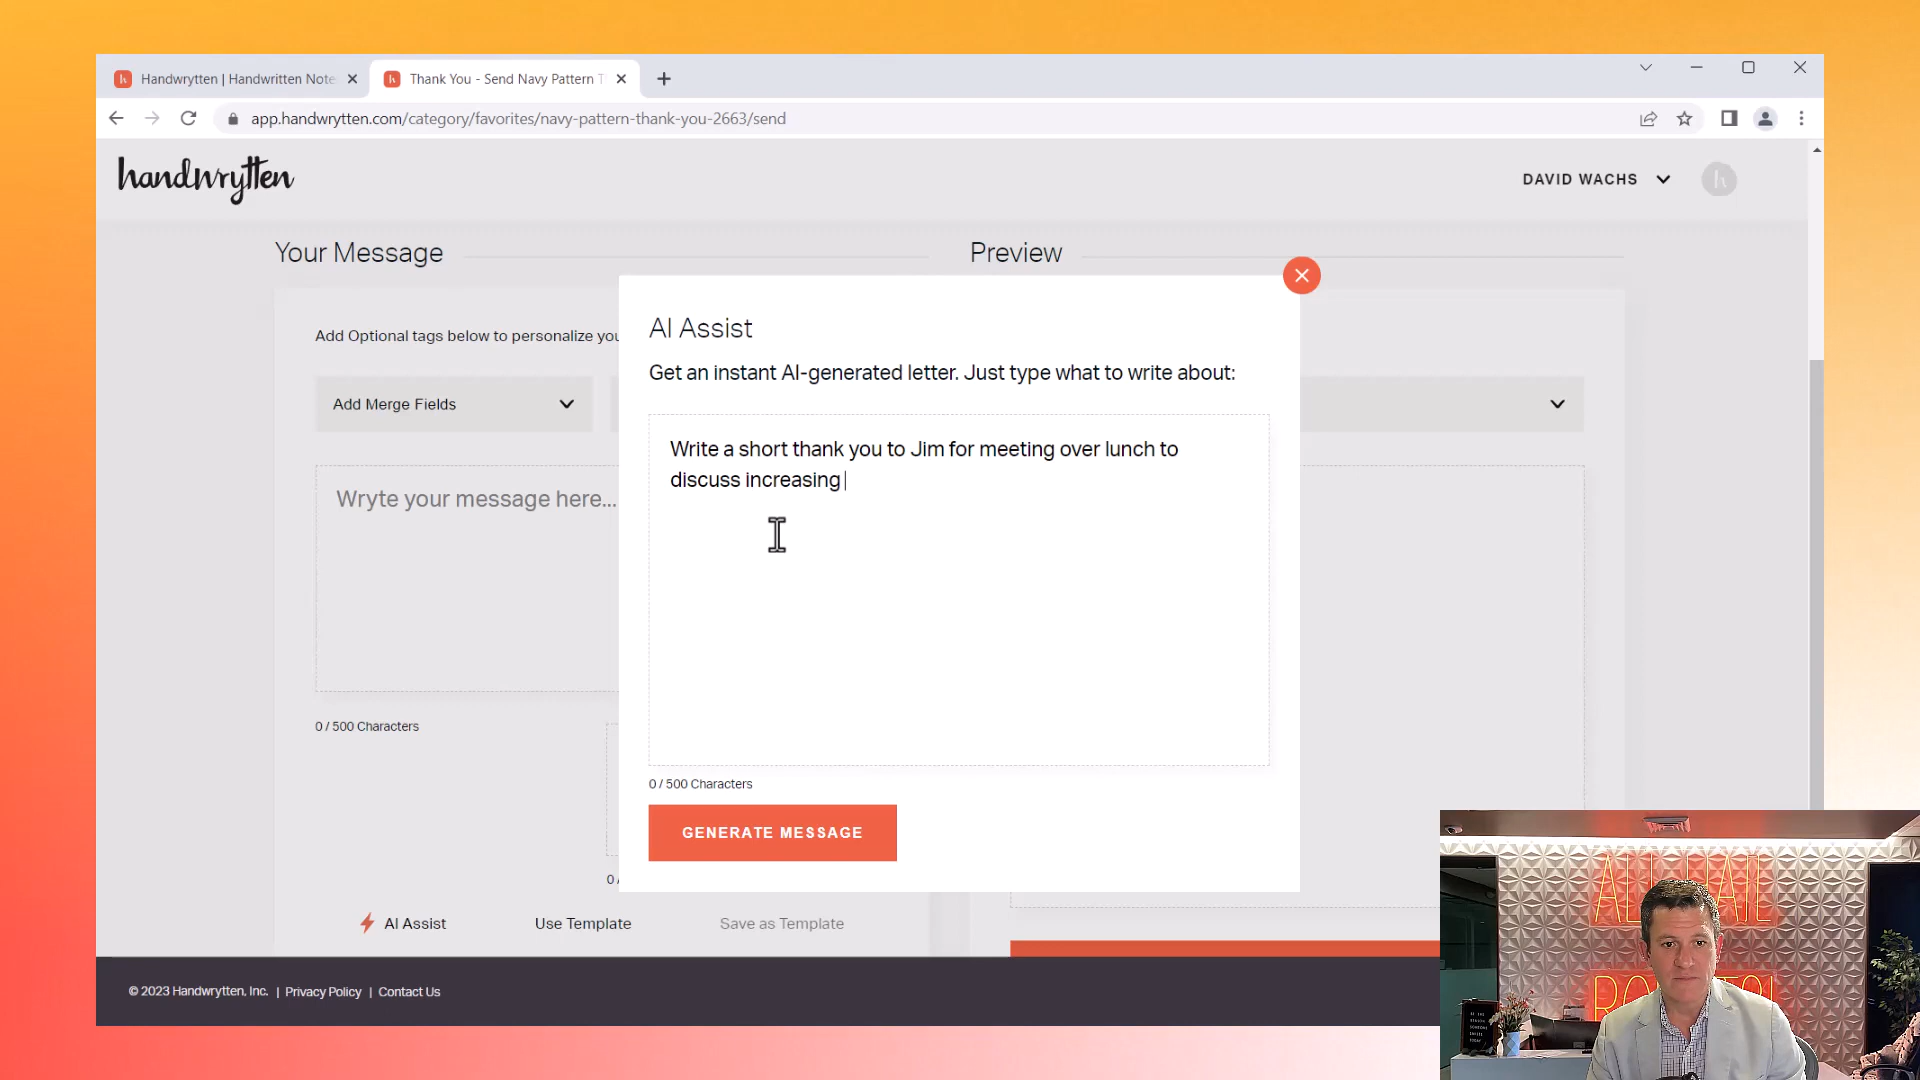 Handwrytten | Handwritten Note
Thank You - Send Navy Pattern T
app.handwrytten.com/category/favorites/navy-pattern-thank-you-2663/send
handwrytten
DAVID WACHS
h
Your Message
Preview
Add Optional tags below to personalize you
Add Merge Fields
Wryte your message here...
0 / 500 Characters
AI Assist
Get an instant AI-generated letter. Just type what to write about:
Write a short thank you to Jim for meeting over lunch to
discuss increasing
0 / 500 Characters
GENERATE MESSAGE
0 /
AI Assist
Use Template
Save as Template
© 2023 Handwrytten, Inc. | Privacy Policy | Contact Us
ALL HAIL